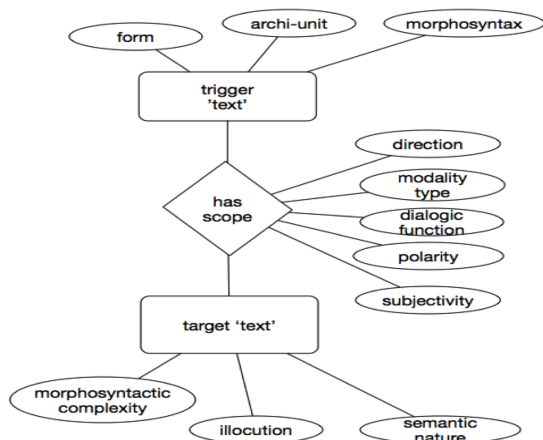 form
archi-unit
morphosyntax
trigger
'text'
direction
modality
type
has
scope
dialogic
function
polarity
subjectivity
target 'text'
morphosyntactic
complexity
illocution
semantic
nature